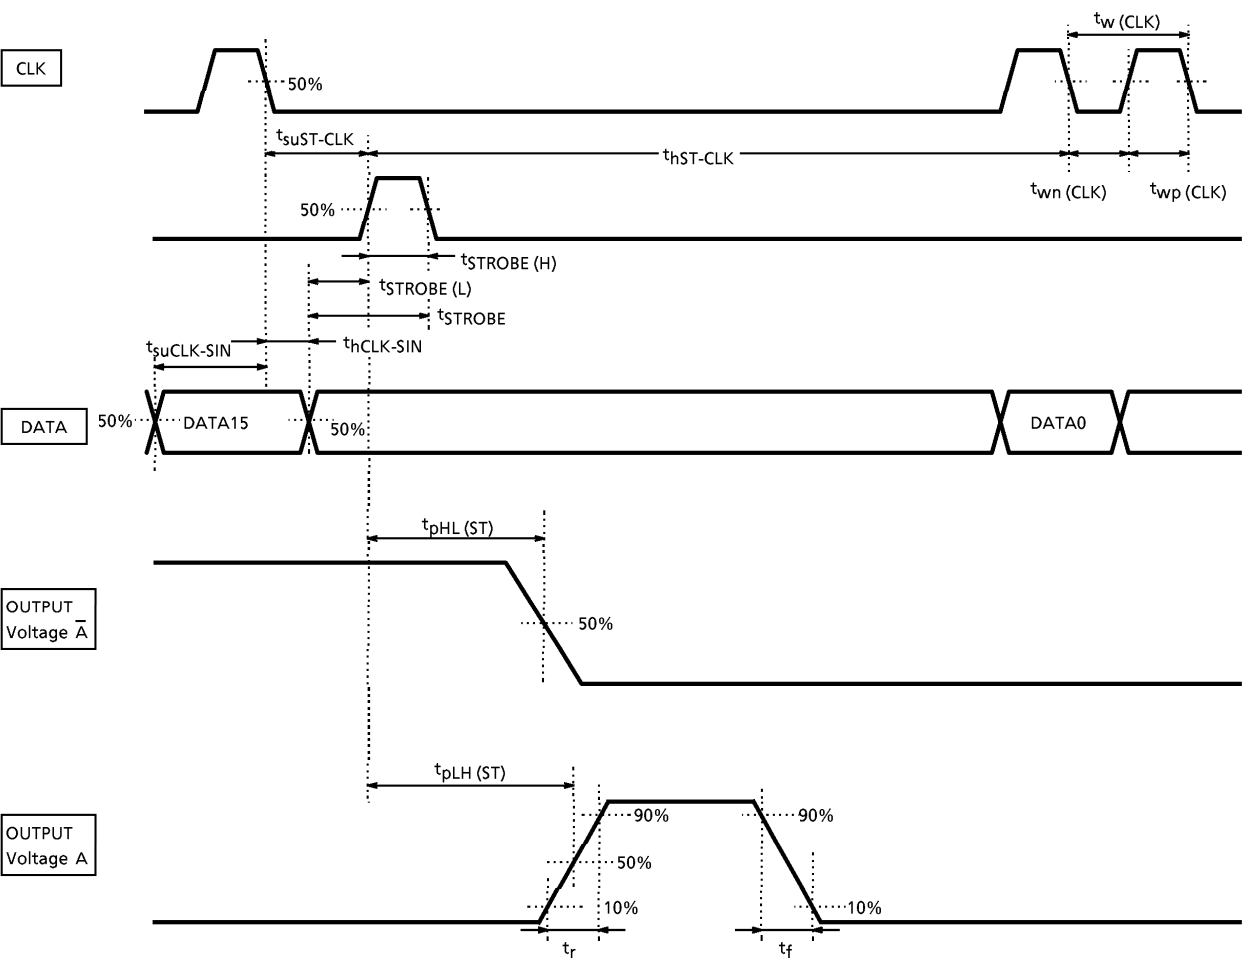 tw (CLK)
CLK
50%
tsuST-CLK
thST-CLK
twn (CLK)
twp (CLK)
50%
tSTROBE (H)
tSTROBE (L)
tSTROBE
tsuCLK-SIN
thCLK-SIN
DATA
50%
DATA15
50%
DATA0
tpHL (ST)
OUTPUT
Voltage A̅
50%
tpLH (ST)
OUTPUT
Voltage A
90%
90%
50%
10%
10%
tr
tf